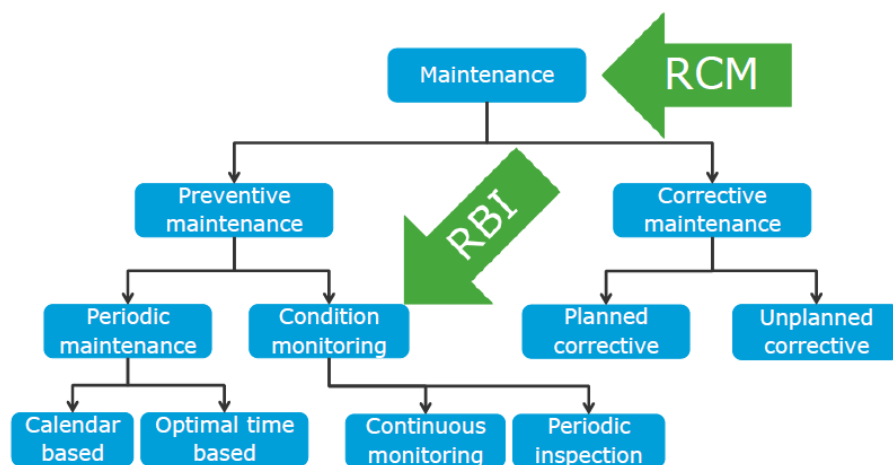 Maintenance
RCM
Preventive
maintenance
RBI
Corrective
maintenance
Periodic
maintenance
Condition
monitoring
Planned
corrective
Unplanned
corrective
Calendar
based
Optimal time
based
Continuous
monitoring
Periodic
inspection